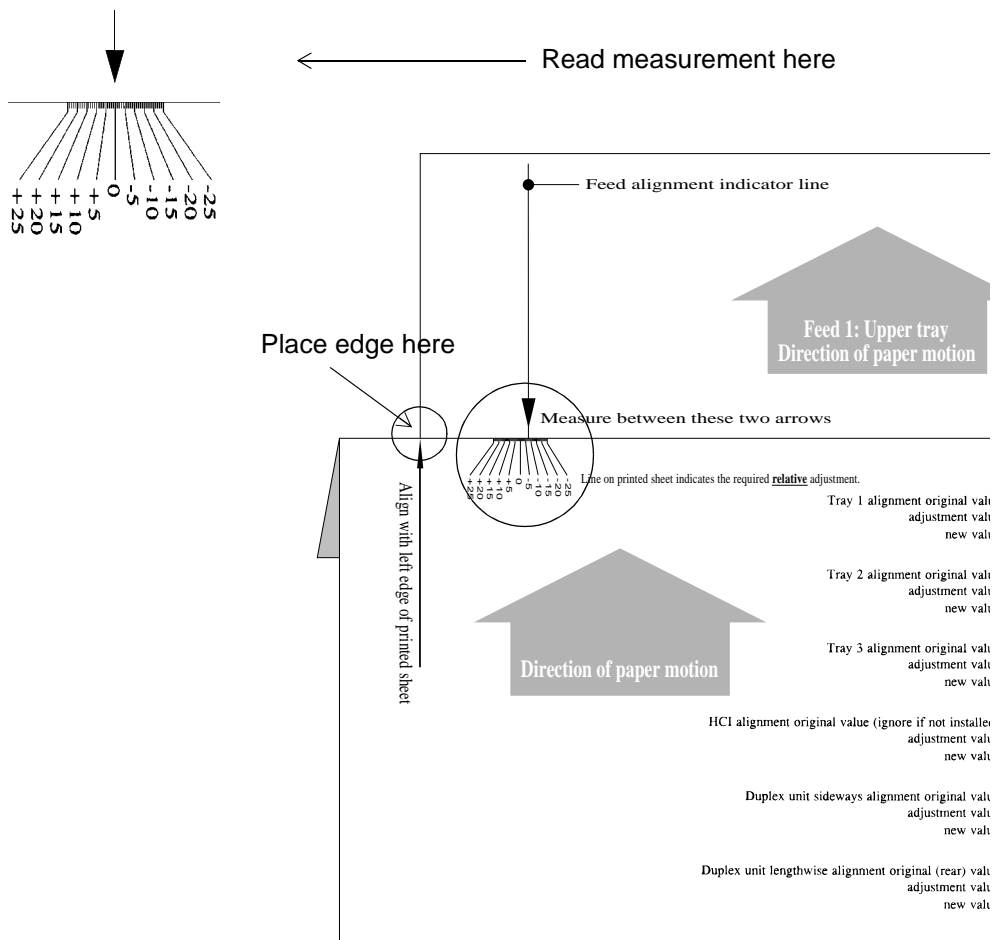 Read measurement here
+25 +20 +15 +10 +5 0 -5 -10 -15 -20 -25
Feed alignment indicator line
Feed 1: Upper tray
Direction of paper motion
Place edge here
Measure between these two arrows
+25 +20 +15 +10 +5 0 -5 -10 -15 -20 -25
Line on printed sheet indicates the required relative adjustment.
Align with left edge of printed sheet
Tray 1 alignment original valu
adjustment valu
new valu
Tray 2 alignment original valu
adjustment valu
new valu
Direction of paper motion
Tray 3 alignment original valu
adjustment valu
new valu
HCI alignment original value (ignore if not installed
adjustment valu
new valu
Duplex unit sideways alignment original valu
adjustment valu
new valu
Duplex unit lengthwise alignment original (rear) valu
adjustment valu
new valu